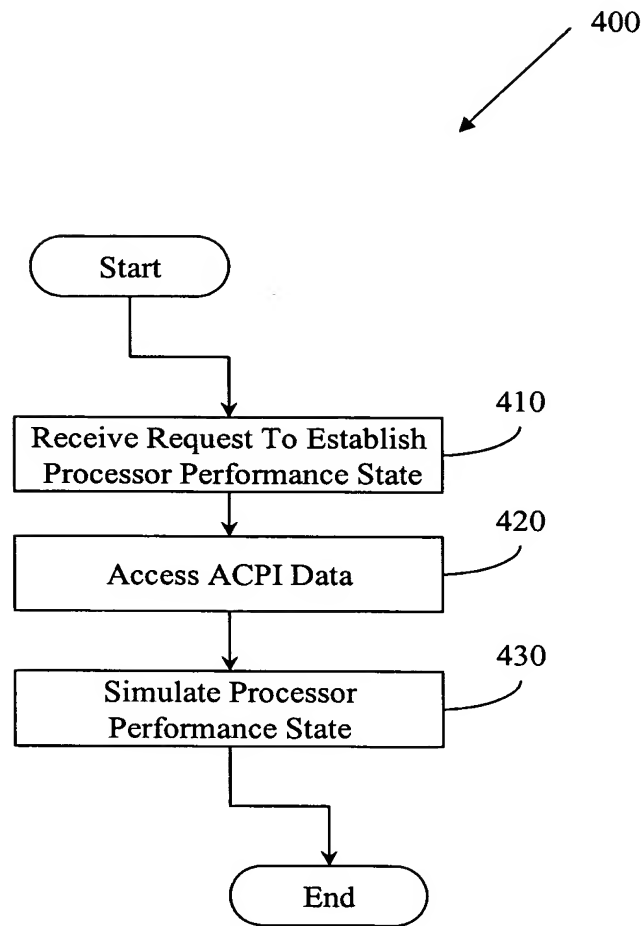 400
Start
410
Receive Request To Establish
Processor Performance State
420
Access ACPI Data
430
Simulate Processor
Performance State
End